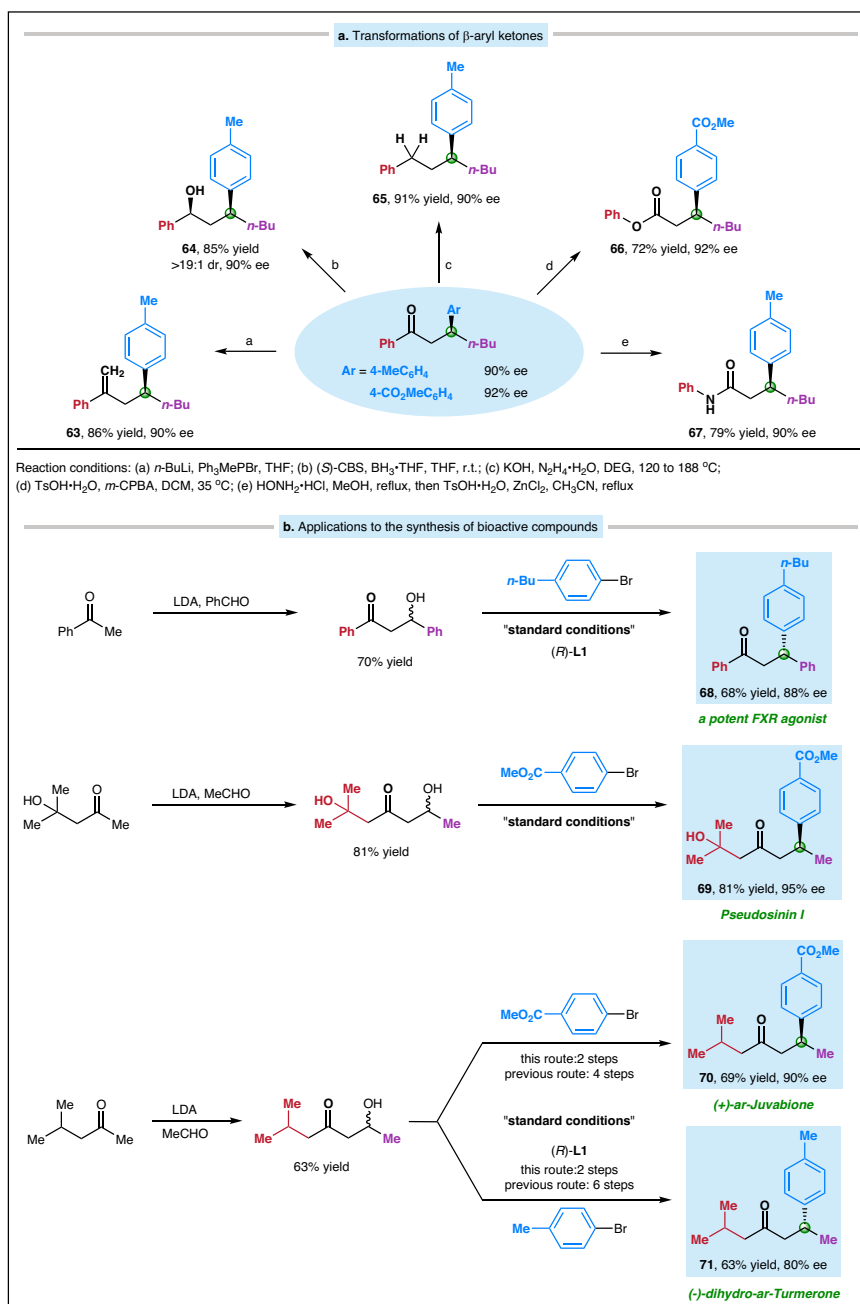 a. Transformations of β-aryl ketones
Me
OH
Ph
n-Bu
64, 85% yield
>19:1 dr, 90% ee
Me
H H
Ph
n-Bu
65, 91% yield, 90% ee
CO2Me
O
Ph
O
n-Bu
66, 72% yield, 92% ee
b
c
d
Me
CH2
Ph
n-Bu
63, 86% yield, 90% ee
a
O
Ar
Ph
n-Bu
Ar = 4-MeC6H4 90% ee
4-CO2MeC6H4 92% ee
e
Me
O
Ph
N
H
n-Bu
67, 79% yield, 90% ee
Reaction conditions: (a) n-BuLi, Ph3MePBr, THF; (b) (S)-CBS, BH3•THF, THF, r.t.; (c) KOH, N2H4•H2O, DEG, 120 to 188 °C;
(d) TsOH•H2O, m-CPBA, DCM, 35 °C; (e) HONH2•HCl, MeOH, reflux, then TsOH•H2O, ZnCl2, CH3CN, reflux
b. Applications to the synthesis of bioactive compounds
O
Ph
Me
LDA, PhCHO
O
OH
Ph
Ph
70% yield
n-Bu
Br
"standard conditions"
(R)-L1
n-Bu
O
Ph
Ph
68, 68% yield, 88% ee
a potent FXR agonist
Me
HO
O
Me
Me
LDA, MeCHO
Me
HO
O
OH
Me
Me
81% yield
MeO2C
Br
"standard conditions"
CO2Me
Me
HO
O
Me
Me
69, 81% yield, 95% ee
Pseudosinin I
Me
O
Me
Me
LDA
MeCHO
Me
O
OH
Me
Me
63% yield
MeO2C
Br
this route:2 steps
previous route: 4 steps
"standard conditions"
(R)-L1
this route:2 steps
previous route: 6 steps
Me
Br
CO2Me
Me
O
Me
Me
70, 69% yield, 90% ee
(+)-ar-Juvabione
Me
Me
O
Me
Me
71, 63% yield, 80% ee
(-)-dihydro-ar-Turmerone